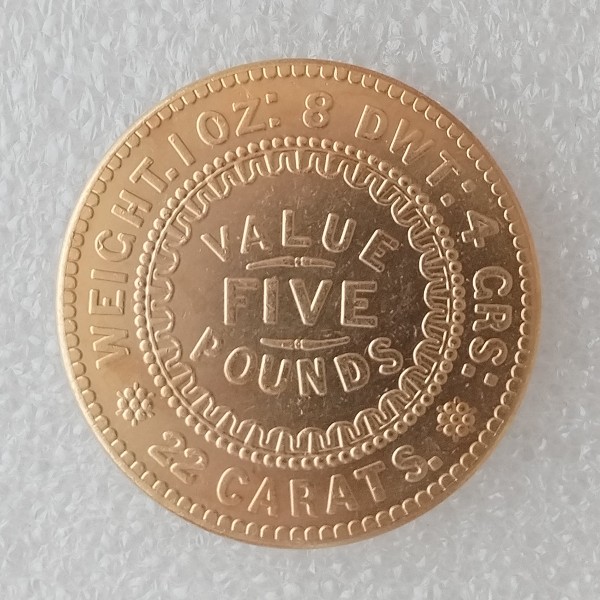 WEIGHT. 1 OZ: 8 DWT: 4 GRS.
VALUE
FIVE
POUNDS
22 CARATS.